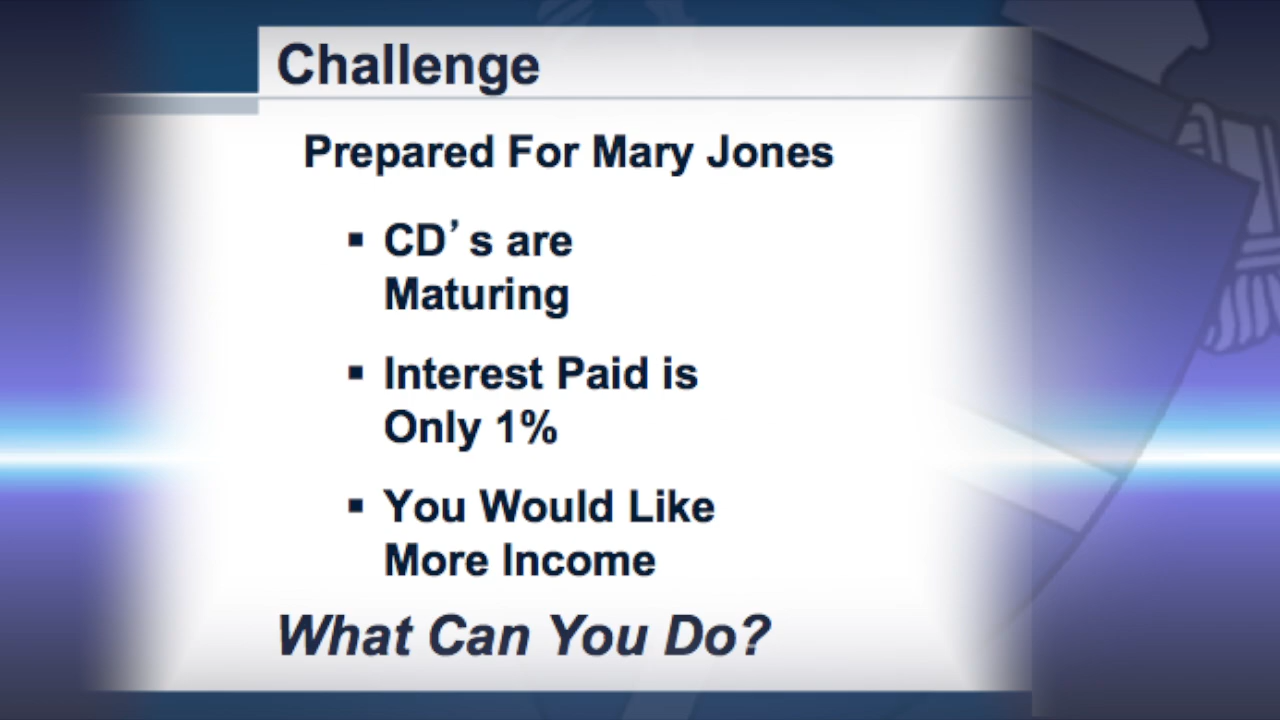 Challenge
Prepared For Mary Jones
▪ CD’s are
Maturing
▪ Interest Paid is
Only 1%
▪ You Would Like
More Income
What Can You Do?